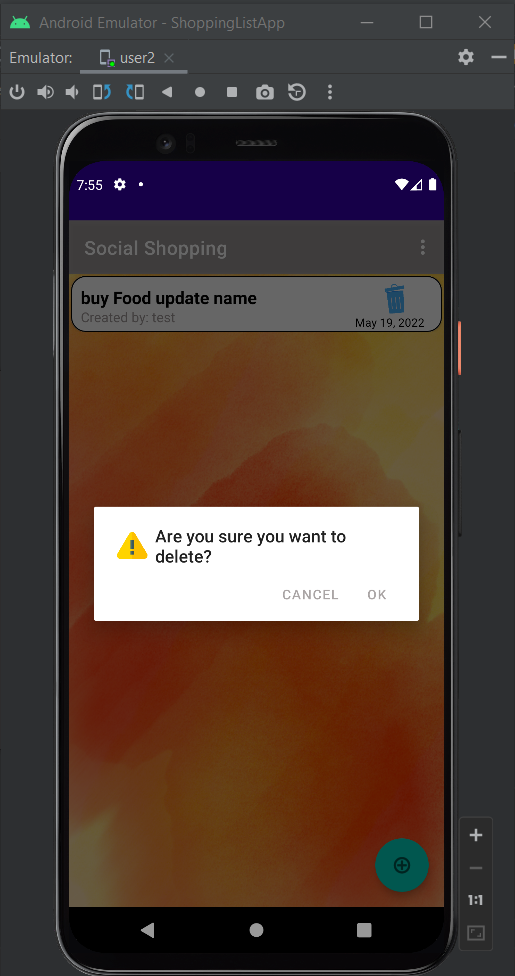 Android Emulator - ShoppingListApp
Emulator:
user2
7:55
Social Shopping
buy Food update name
Created by: test
May 19, 2022
Are you sure you want to
delete?
CANCEL
OK
1:1